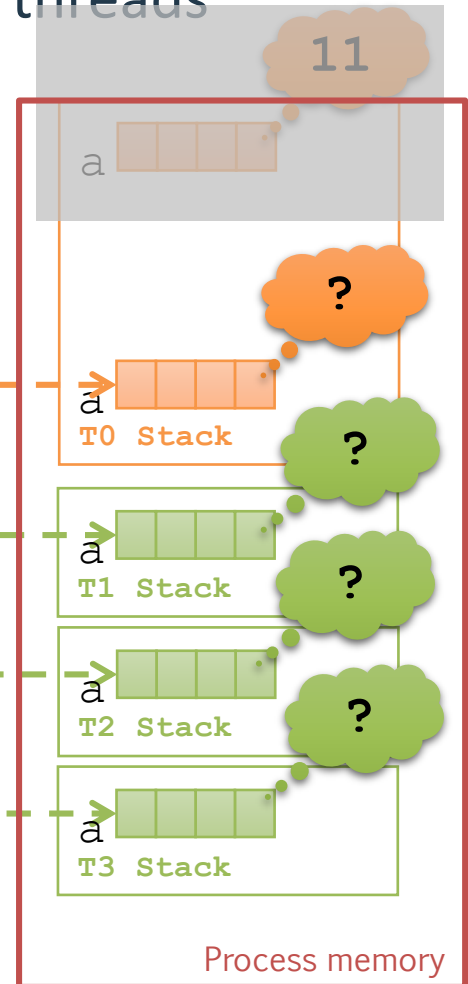 threads
11
a
?
a
T0 Stack
?
a
T1 Stack
?
a
T2 Stack
?
a
T3 Stack
Process memory